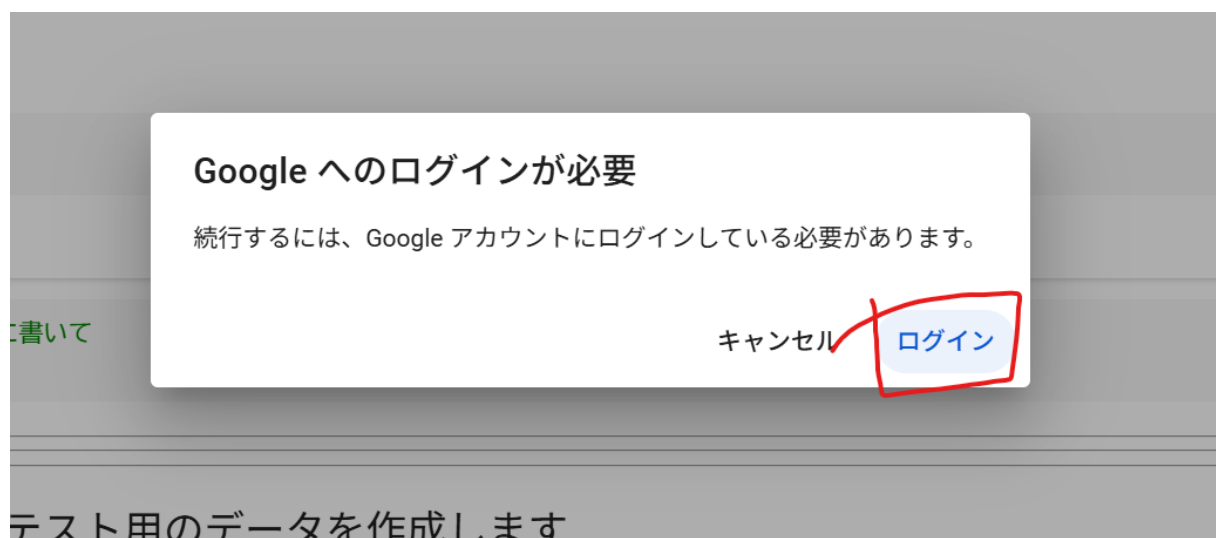 Google へのログインが必要
続行するには、Google アカウントにログインしている必要があります。
に書いて
キャンセル
ログイン
テスト用のデータを作成します